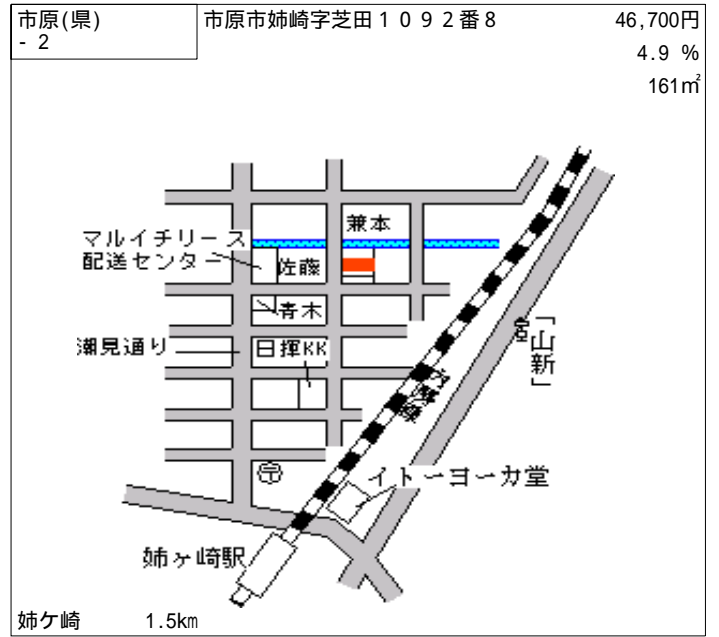 市原(県)
- 2
市原市姉崎字芝田１０９２番８
46,700円
4.9 %
161㎡
兼本
マルイチリース
配送センター
佐藤
青木
潮見通り
日揮KK
「山新」
内房線
〒
イトーヨーカ堂
姉ヶ崎駅
姉ケ崎
1.5km